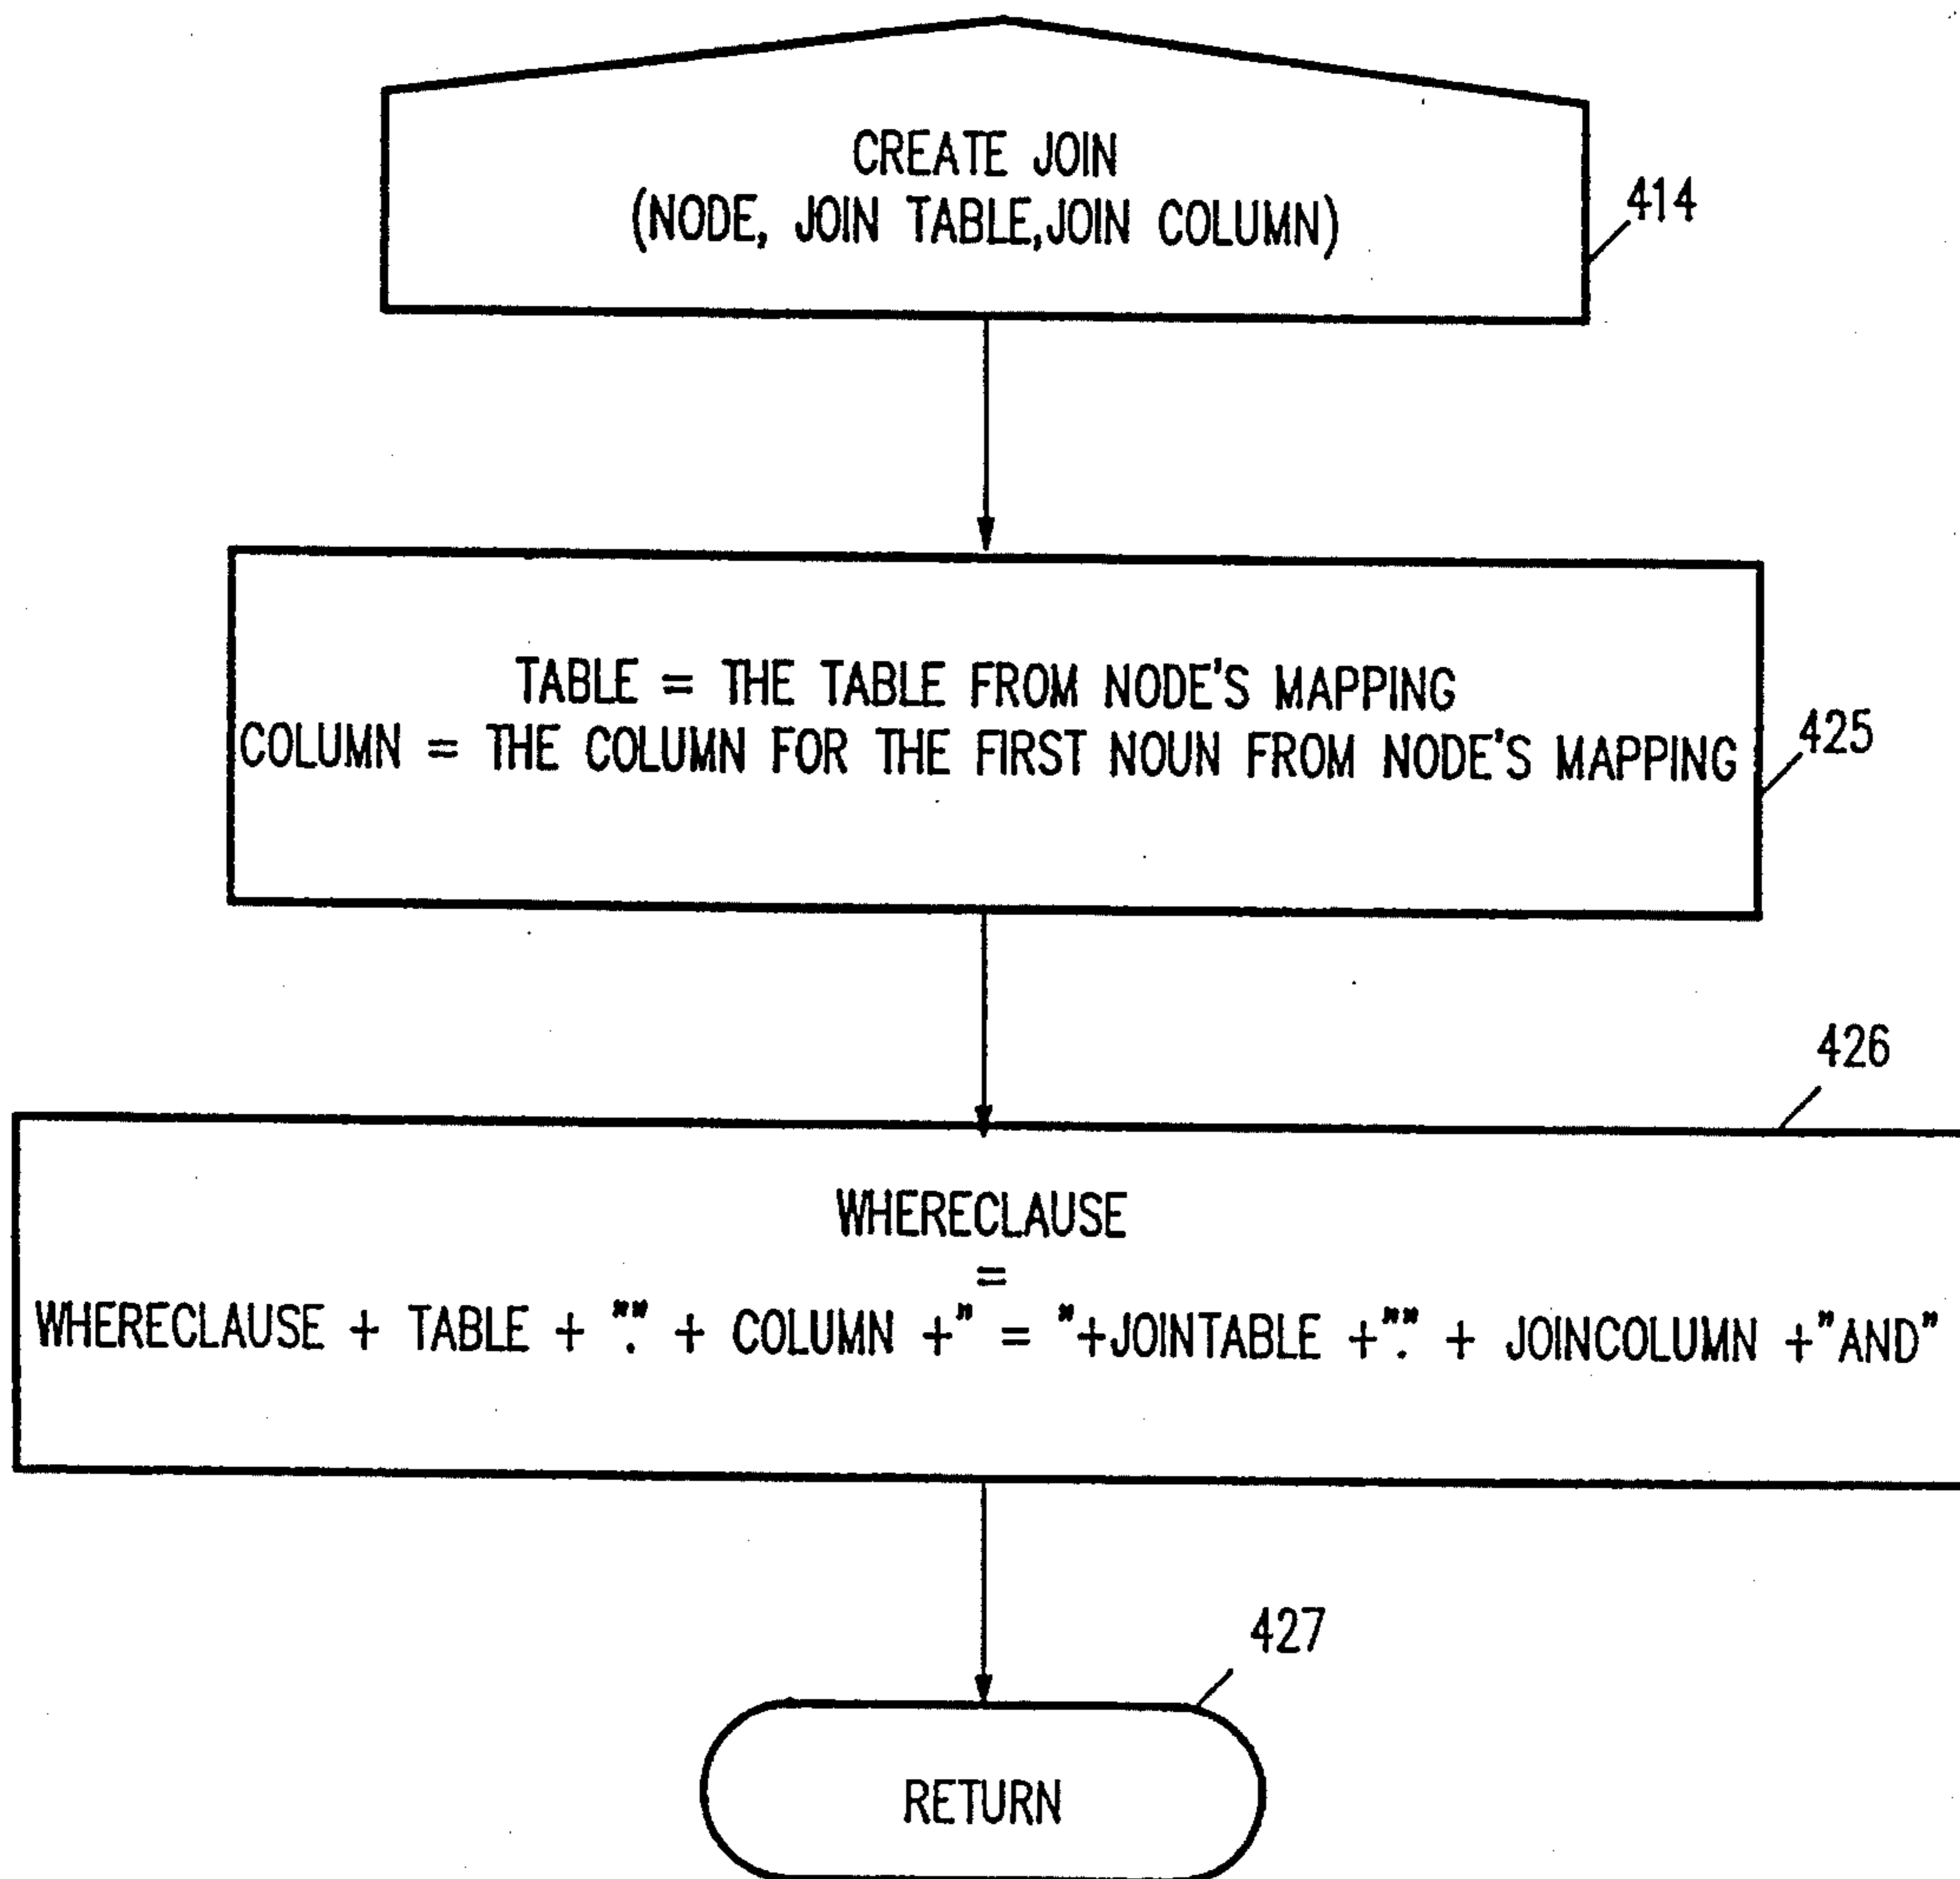 CREATE JOIN
(NODE, JOIN TABLE,JOIN COLUMN)
414
TABLE = THE TABLE FROM NODE'S MAPPING
COLUMN = THE COLUMN FOR THE FIRST NOUN FROM NODE'S MAPPING
425
426
WHERECLAUSE
=
WHERECLAUSE + TABLE + "." + COLUMN +" = "+JOINTABLE +"." + JOINCOLUMN +"AND"
427
RETURN